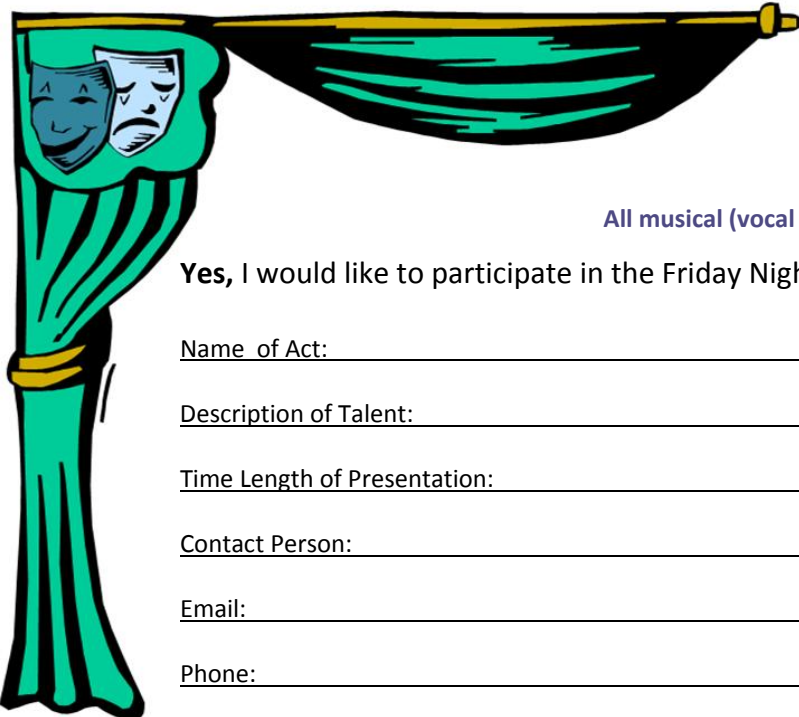 All musical (vocal
Yes, I would like to participate in the Friday
Name of Act:
Description of Talent:
Time Length of Presentation:
Contact Person:
Email:
Phone: